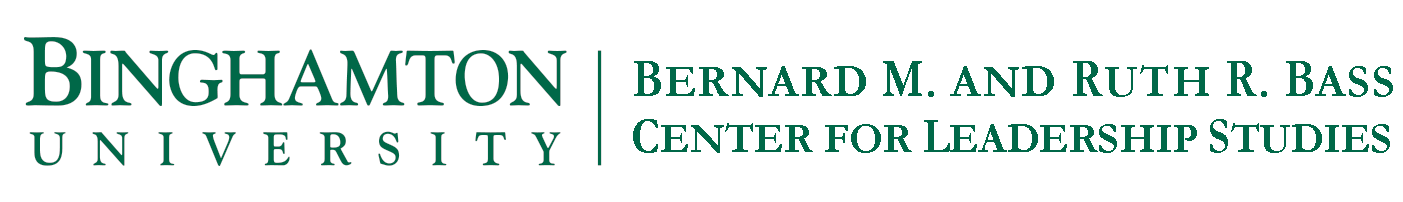 BINGHAMTON
UNIVERSITY
BERNARD M. AND RUTH R. BASS
CENTER FOR LEADERSHIP STUDIES